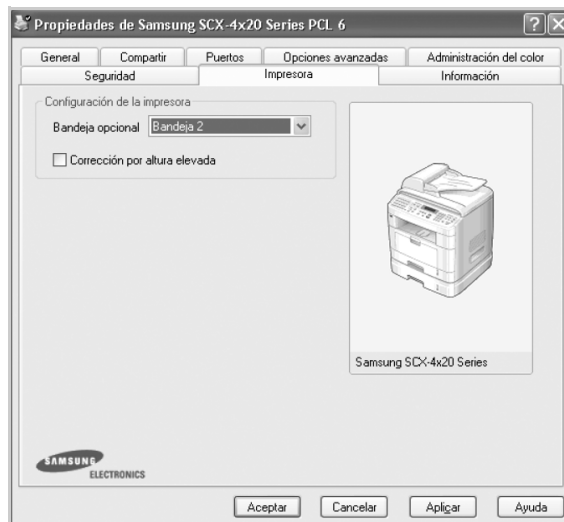 Propiedades de Samsung SCX-4x20 Series PCL 6
General Compartir Puertos Opciones avanzadas Administración del color
Seguridad Impresora Información
Configuración de la impresora
Bandeja opcional Bandeja 2
Corrección por altura elevada
Samsung SCX-4x20 Series
SAMSUNG
ELECTRONICS
Aceptar Cancelar Aplicar Ayuda